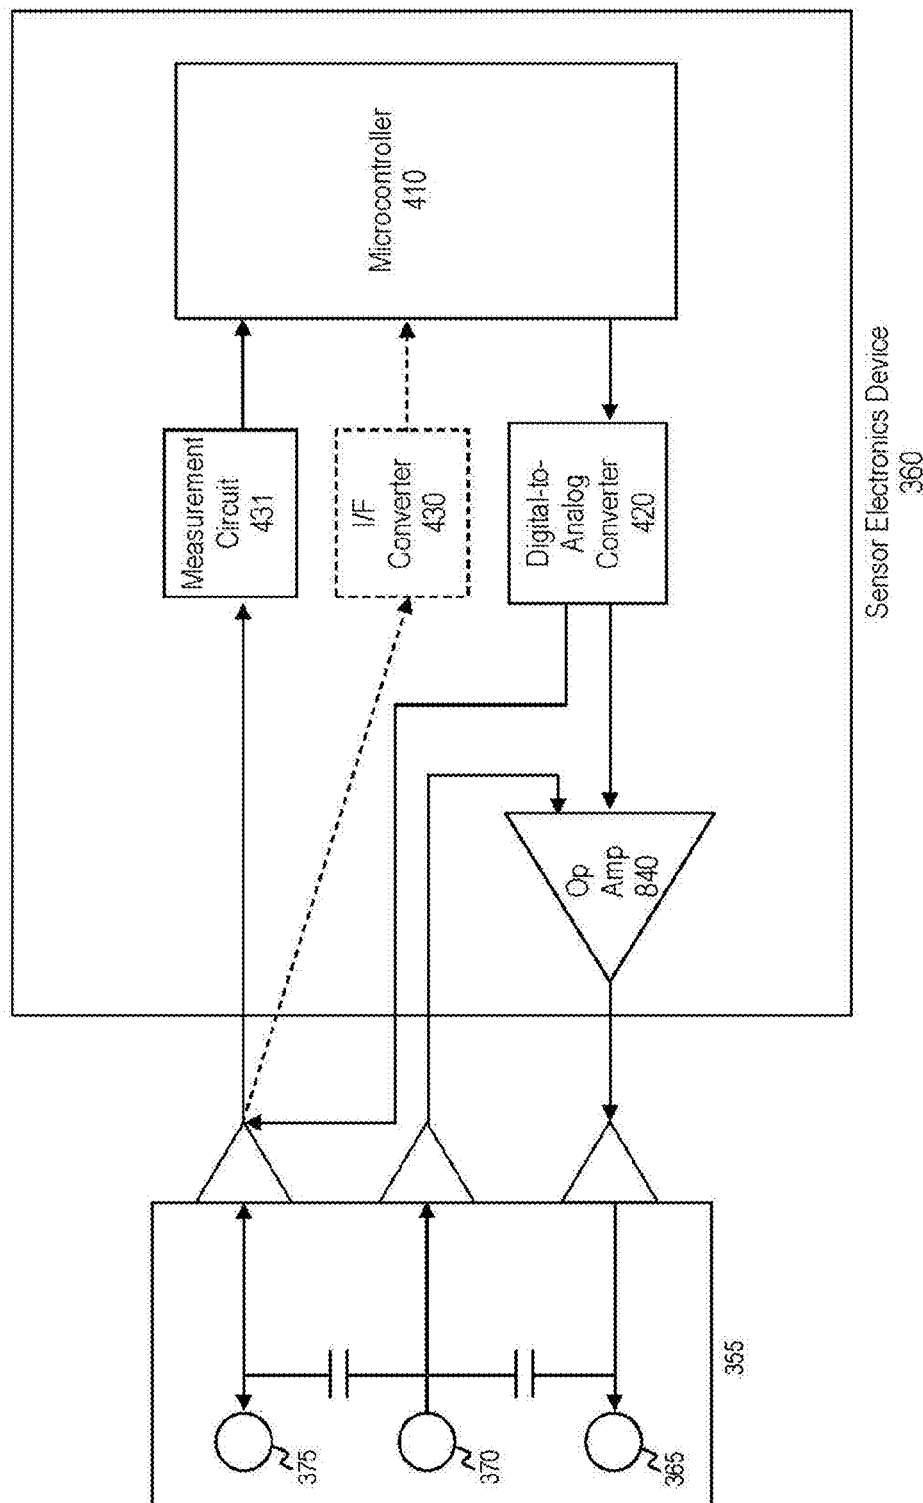 Microcontroller
410
Measurement
Circuit
431
I/F
Converter
430
Digital-to-
Analog
Converter
420
Op
Amp
840
Sensor Electronics Device
360
375
370
365
355